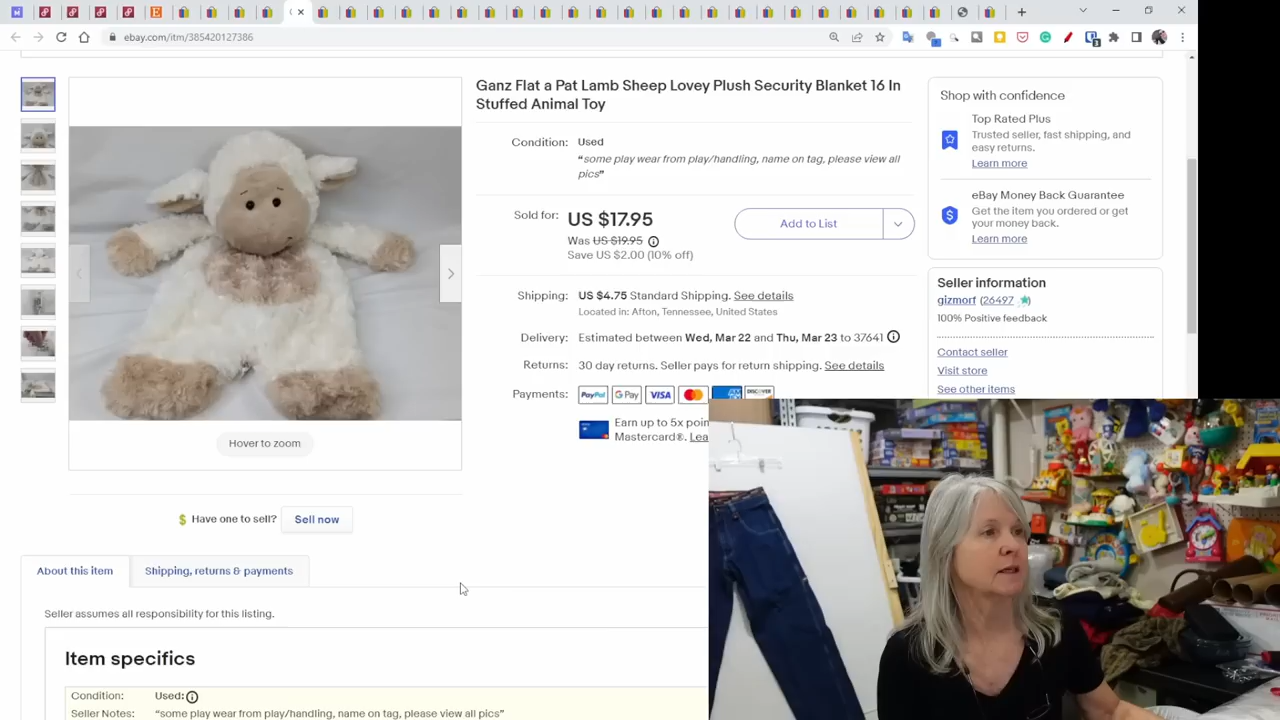 ebay.com/itm/385420127386
Ganz Flat a Pat Lamb Sheep Lovey Plush Security Blanket 16 In
Stuffed Animal Toy
Condition: Used
“some play wear from play/handling, name on tag, please view all
pics”
Sold for: US $17.95
Was US $19.95
Save US $2.00 (10% off)
Add to List
Shipping: US $4.75 Standard Shipping. See details
Located in: Afton, Tennessee, United States
Delivery: Estimated between Wed, Mar 22 and Thu, Mar 23 to 37641
Returns: 30 day returns. Seller pays for return shipping. See details
Payments: PayPal G Pay VISA DISCOVER
Earn up to 5x poin
Mastercard®. Lea
Hover to zoom
Have one to sell? Sell now
About this item
Shipping, returns & payments
Seller assumes all responsibility for this listing.
Item specifics
Condition: Used:
Seller Notes: “some play wear from play/handling, name on tag, please view all pics”
Shop with confidence
Top Rated Plus
Trusted seller, fast shipping, and
easy returns.
Learn more
eBay Money Back Guarantee
Get the item you ordered or get
your money back.
Learn more
Seller information
gizmorf (26497)
100% Positive feedback
Contact seller
Visit store
See other items